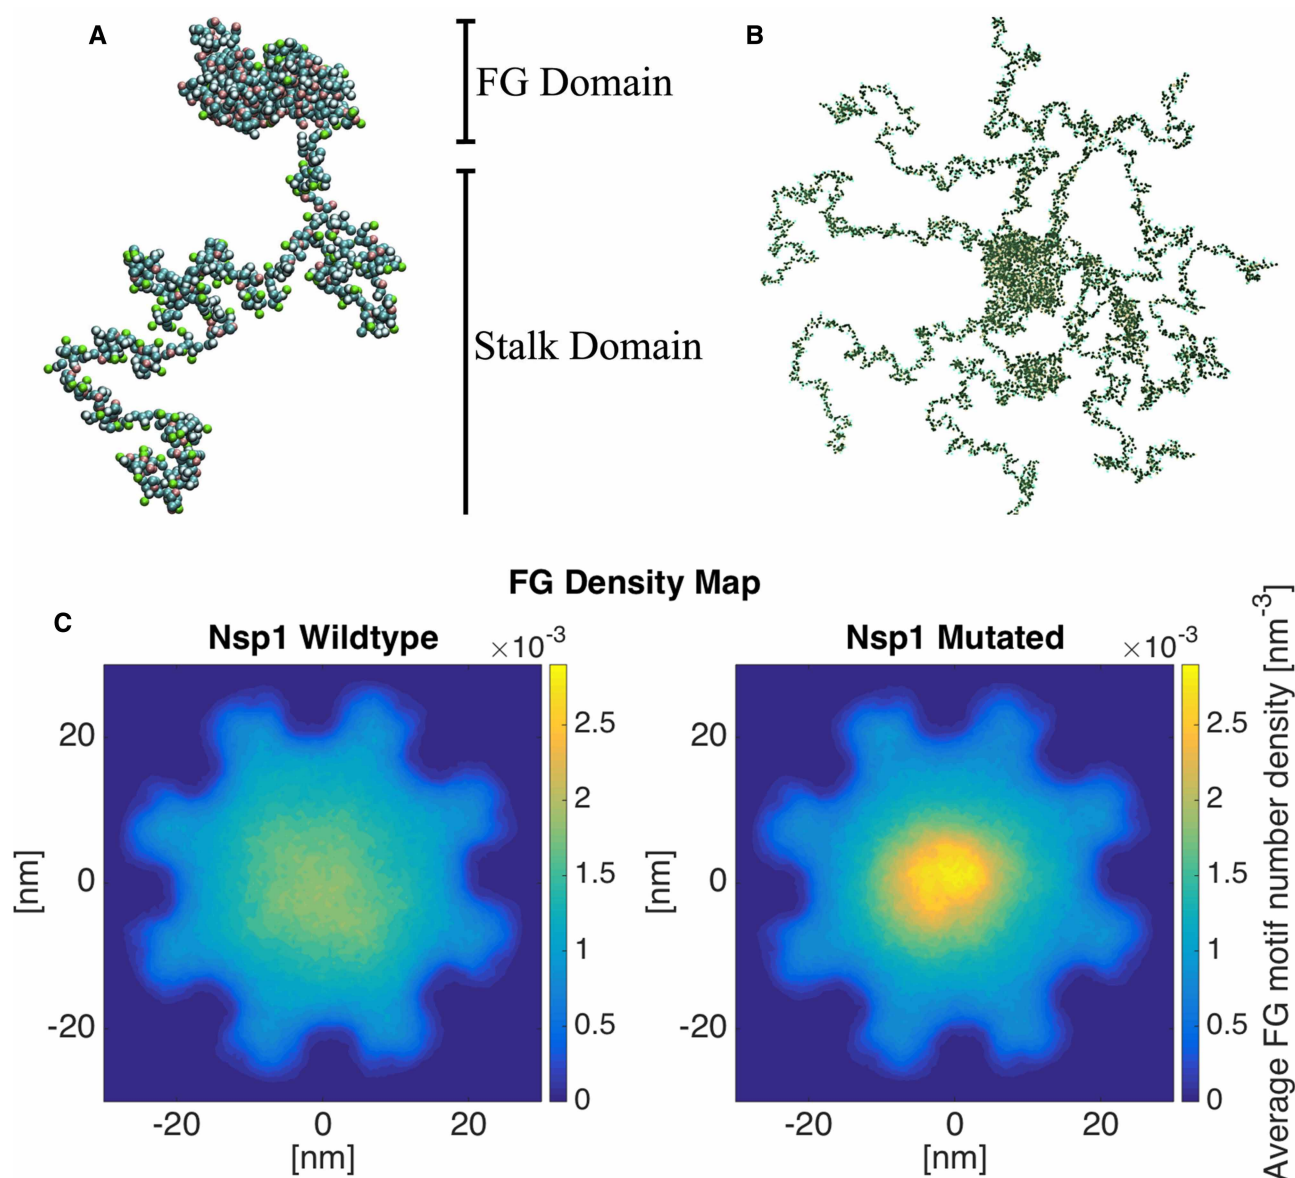 A
FG Domain
Stalk Domain
B
FG Density Map
C
Nsp1 Wildtype
×10-3
2.5
2
1.5
1
0.5
0
20
0
-20
[nm]
-20 0 20
[nm]
Nsp1 Mutated
×10-3
2.5
2
1.5
1
0.5
0
20
0
-20
[nm]
-20 0 20
[nm]
Average FG motif number density [nm-3]